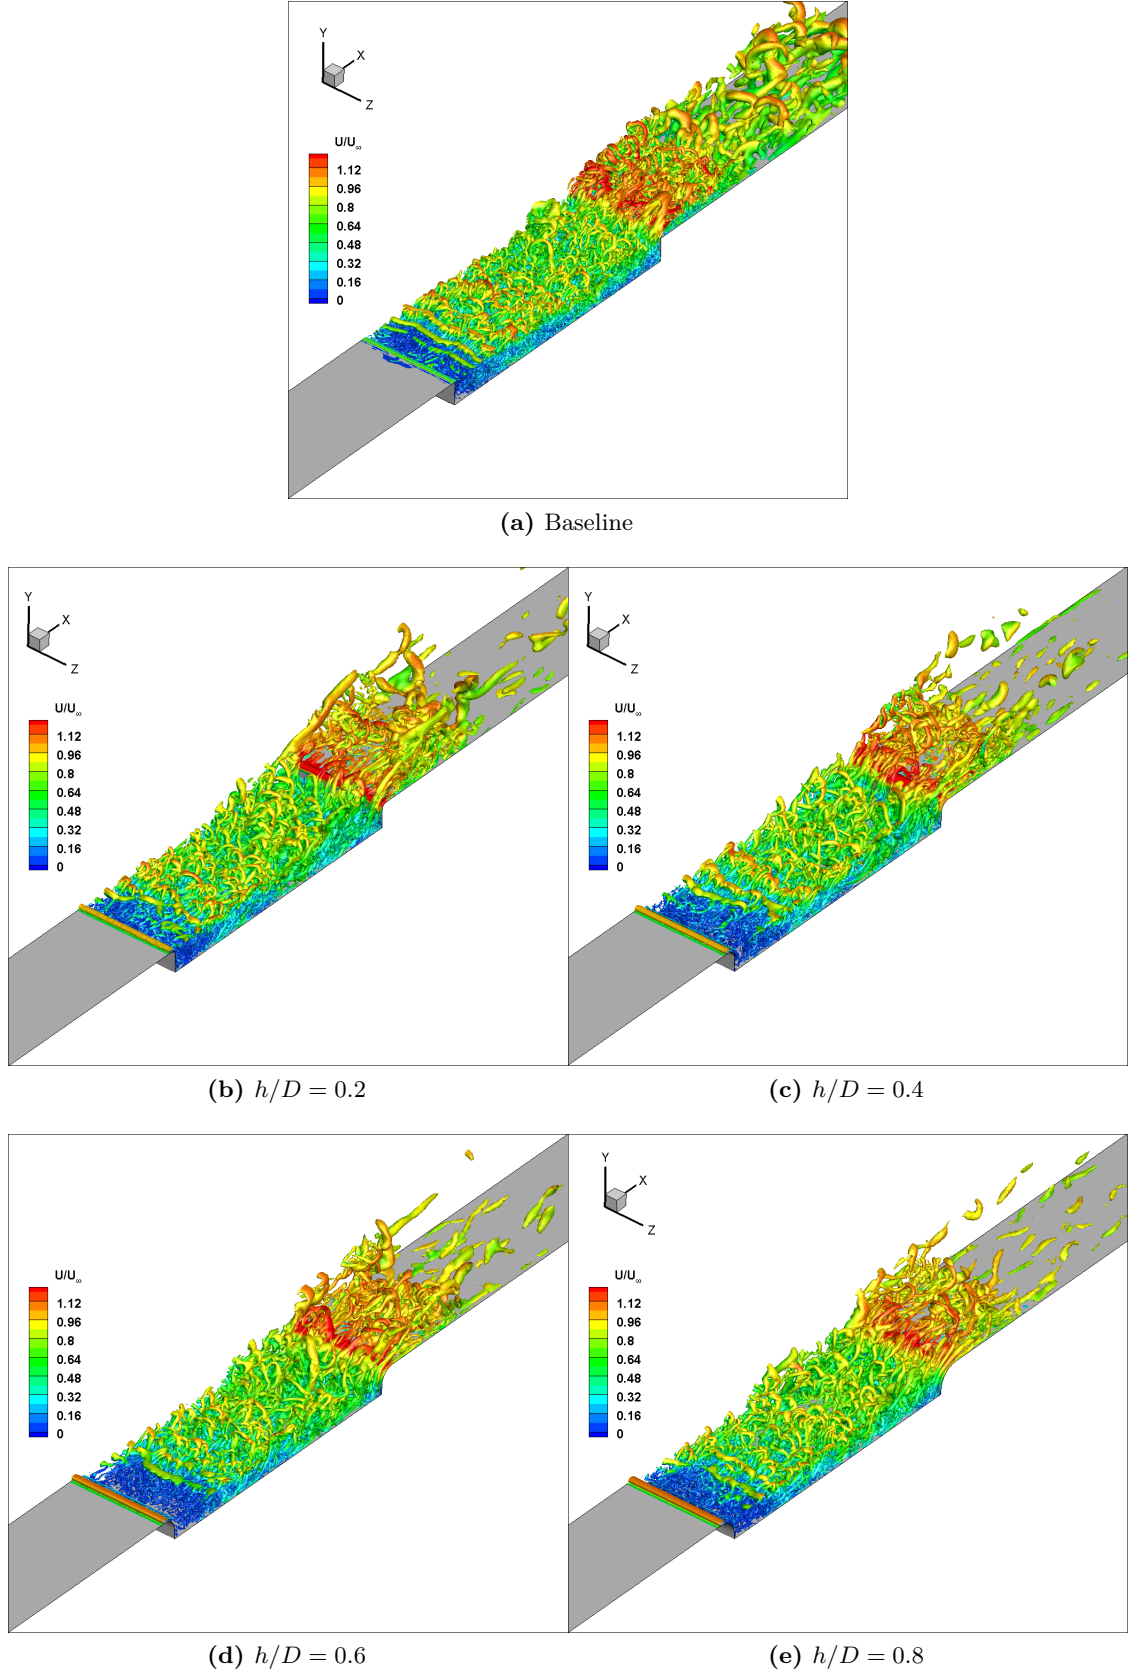 Y
X
Z
U/U∞
1.12
0.96
0.8
0.64
0.48
0.32
0.16
0
(a) Baseline
Y
X
Z
U/U∞
1.12
0.96
0.8
0.64
0.48
0.32
0.16
0
Y
X
Z
U/U∞
1.12
0.96
0.8
0.64
0.48
0.32
0.16
0
(b) h/D = 0.2
(c) h/D = 0.4
U/U∞
1.12
0.96
0.8
0.64
0.48
0.32
0.16
0
Y
X
Z
U/U∞
1.12
0.96
0.8
0.64
0.48
0.32
0.16
0
(d) h/D = 0.6
(e) h/D = 0.8